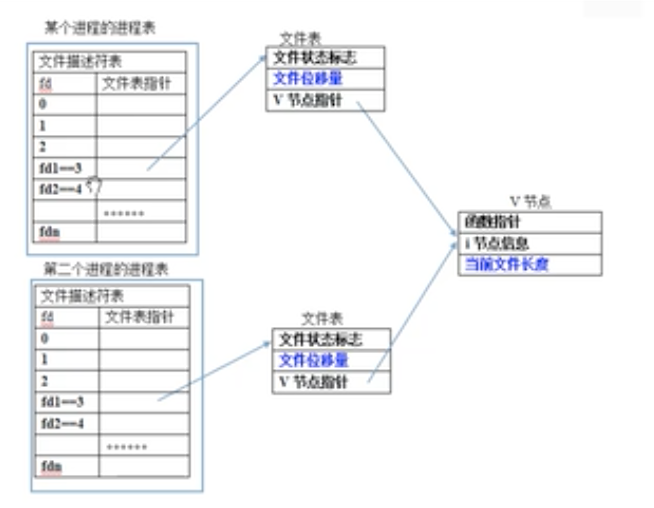 某个进程的进程表
文件描述符表
fd 文件表指针
0
1
2
fd1==3
fd2==4
......
fdn
文件表
文件状态标志
文件位移量
V 节点指针
V 节点
函数指针
i 节点信息
当前文件长度
第二个进程的进程表
文件描述符表
fd 文件表指针
0
1
2
fd1==3
fd2==4
......
fdn
文件表
文件状态标志
文件位移量
V 节点指针